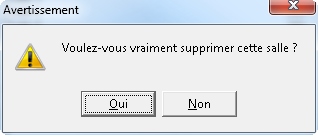 Avertissement
Voulez-vous vraiment supprimer cette salle ?
Oui Non